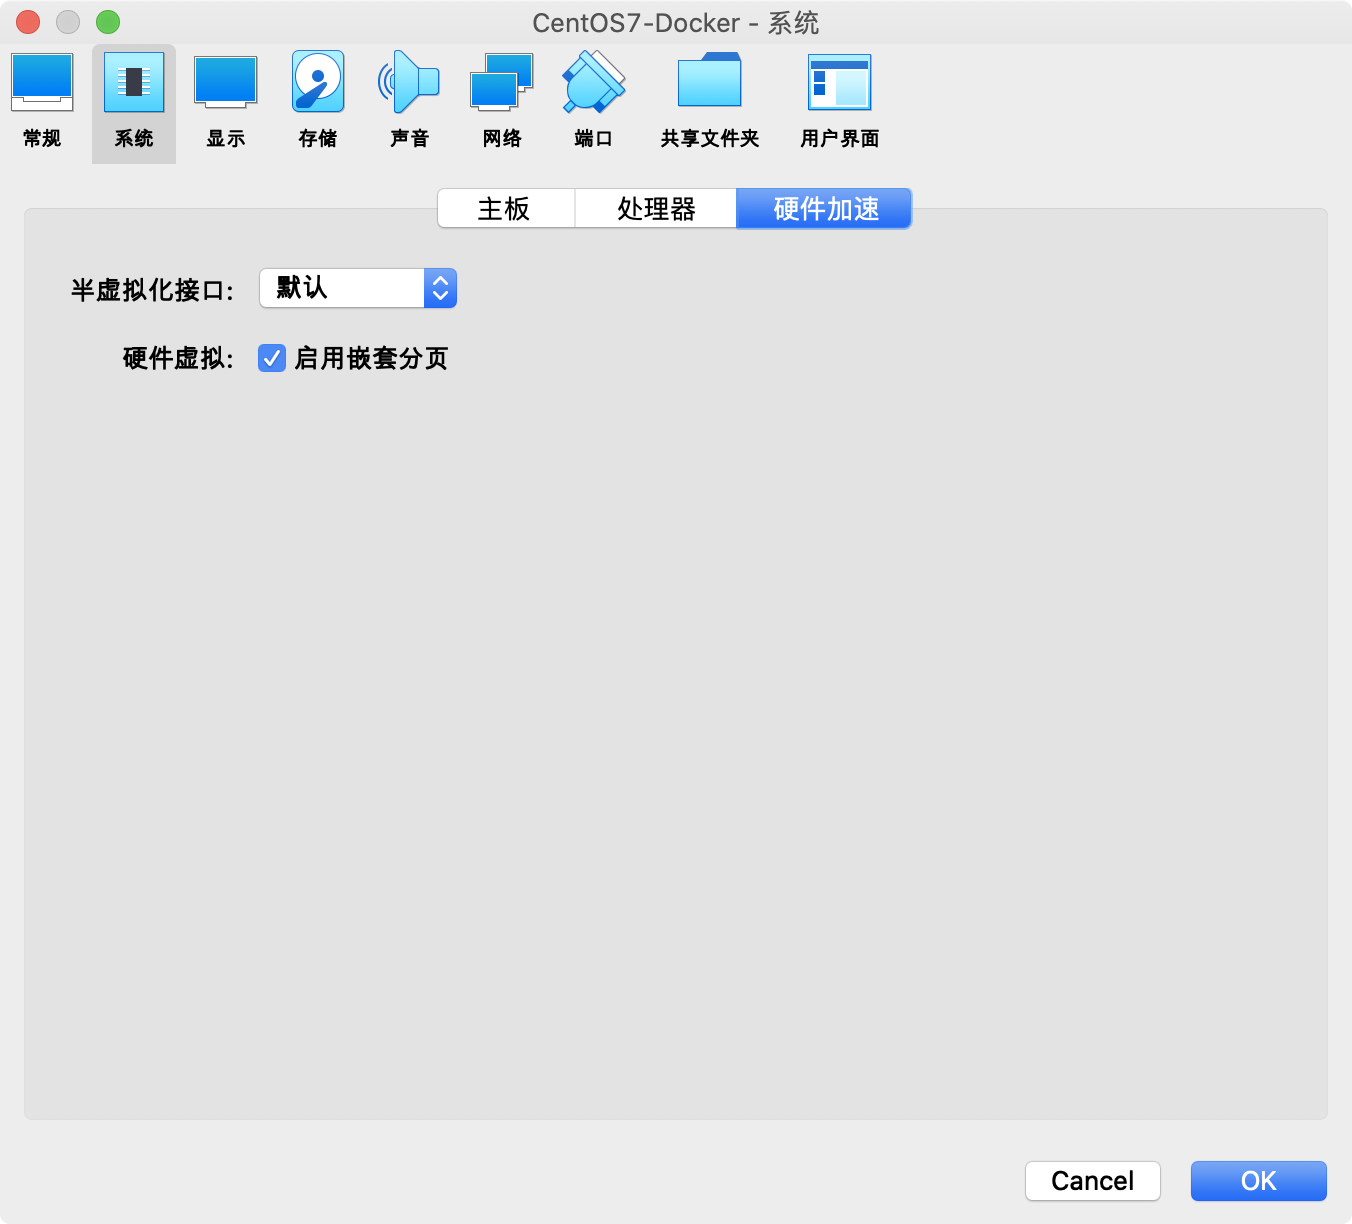 CentOS7-Docker - 系统
常规 系统 显示 存储 声音 网络 端口 共享文件夹 用户界面
主板 处理器 硬件加速
半虚拟化接口: 默认
硬件虚拟: 启用嵌套分页
Cancel OK